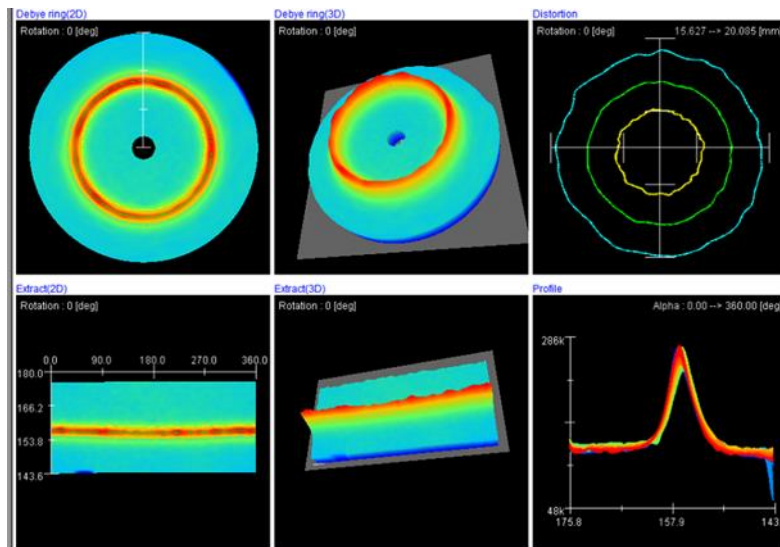 Debye ring(2D)
Rotation : 0 [deg]
Debye ring(3D)
Rotation : 0 [deg]
Distortion
Rotation : 0 [deg]
15.627 --> 20.085 [mm]
Extract(2D)
Rotation : 0 [deg]
0.0 90.0 180.0 270.0 360.0
180.0
166.2
153.8
143.6
Extract(3D)
Rotation : 0 [deg]
Profile
Alpha : 0.00 --> 360.00 [deg
286k
48k
175.8 157.9 143.